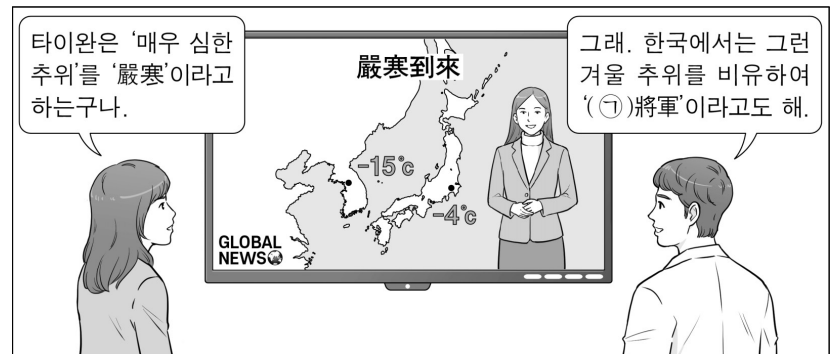 타이완은 ‘매우 심한
추위’를 ‘嚴寒’이라고
하는구나.
嚴寒到來
그래. 한국에서는 그런
겨울 추위를 비유하여
‘(㉠)將軍’이라고도 해.
-15℃
-4℃
GLOBAL
NEWS